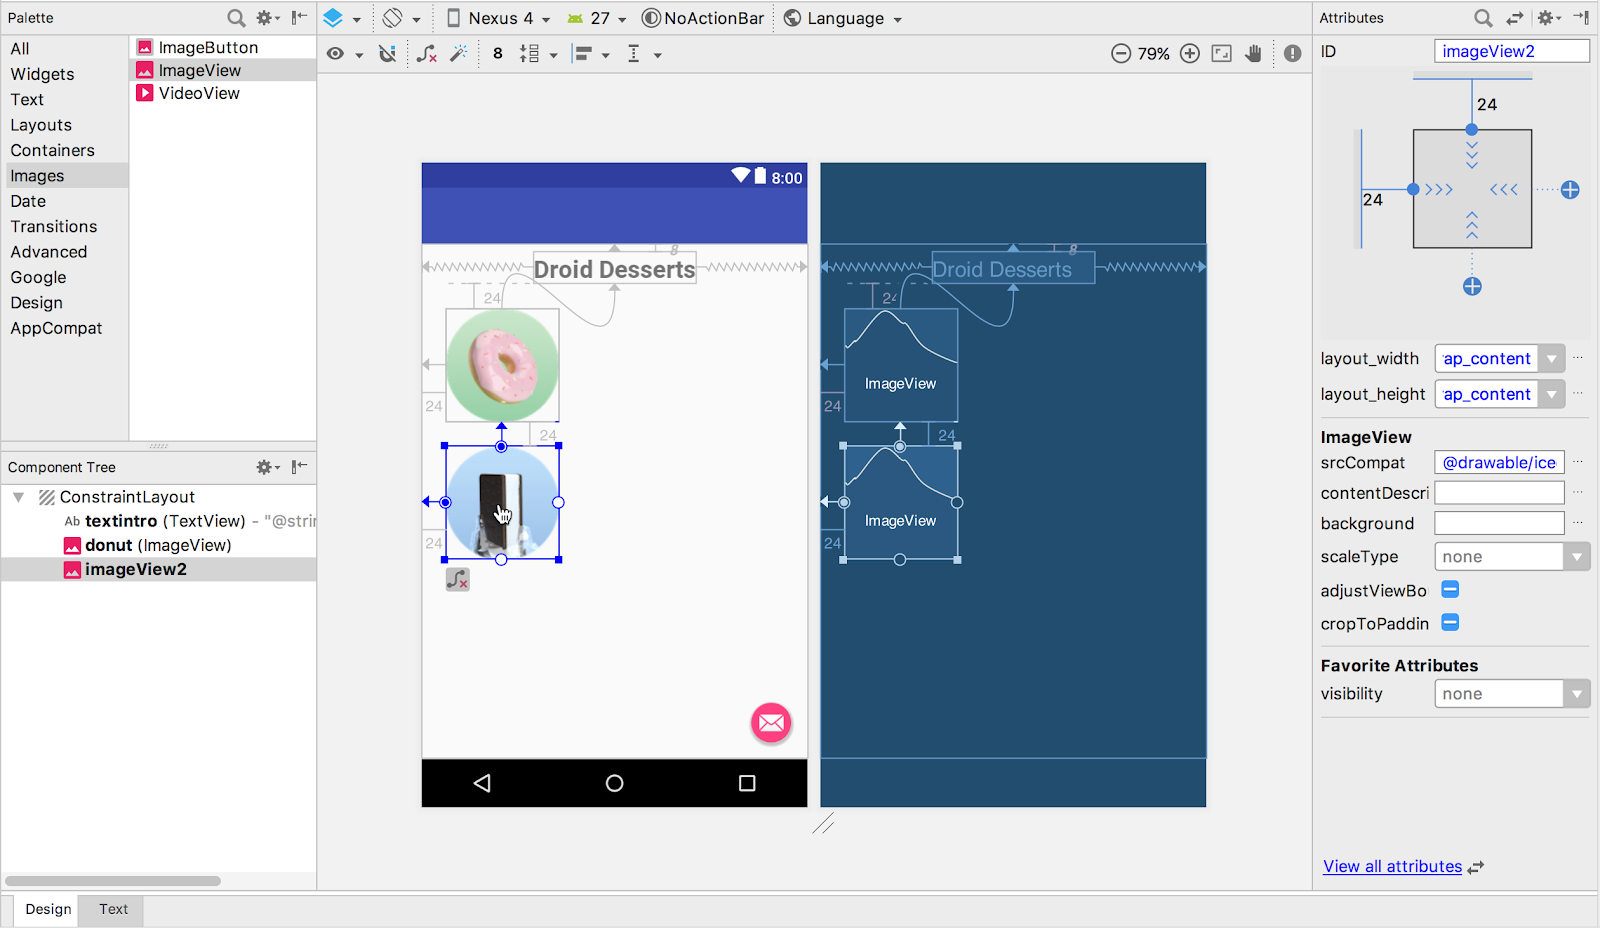 Palette
Nexus 4
27
NoActionBar
Language
Attributes
All
Widgets
Text
Layouts
Containers
Images
Date
Transitions
Advanced
Google
Design
AppCompat
ImageButton
ImageView
VideoView
8
79%
ID
imageView2
24
24
8:00
8
Droid Desserts
24
24
24
24
8
Droid Desserts
24
ImageView
24
24
ImageView
24
layout_width
ap_content
layout_height
ap_content
ImageView
srcCompat
@drawable/ice
contentDescri
background
scaleType
none
adjustViewBo
cropToPaddin
Favorite Attributes
visibility
none
View all attributes
Component Tree
ConstraintLayout
Ab textintro (TextView) - "@strin
donut (ImageView)
imageView2
Design
Text